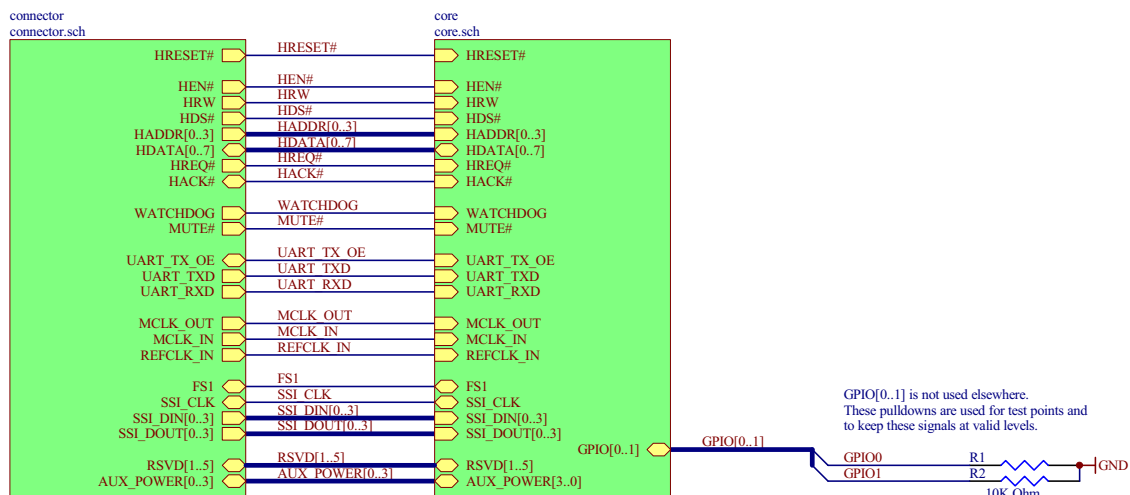 connector
connector.sch
core
core.sch
HRESET# HRESET# HRESET#
HEN# HEN# HEN#
HRW HRW HRW
HDS# HDS# HDS#
HADDR[0..3] HADDR[0..3] HADDR[0..3]
HDATA[0..7] HDATA[0..7] HDATA[0..7]
HREQ# HREQ# HREQ#
HACK# HACK# HACK#
WATCHDOG WATCHDOG WATCHDOG
MUTE# MUTE# MUTE#
UART_TX_OE UART_TX_OE UART_TX_OE
UART_TXD UART_TXD UART_TXD
UART_RXD UART_RXD UART_RXD
MCLK_OUT MCLK_OUT MCLK_OUT
MCLK_IN MCLK_IN MCLK_IN
REFCLK_IN REFCLK_IN REFCLK_IN
FS1 FS1 FS1
SSI_CLK SSI_CLK SSI_CLK
SSI_DIN[0..3] SSI_DIN[0..3] SSI_DIN[0..3]
SSI_DOUT[0..3] SSI_DOUT[0..3] SSI_DOUT[0..3]
RSVD[1..5] RSVD[1..5] RSVD[1..5]
AUX_POWER[0..3] AUX_POWER[0..3] AUX_POWER[3..0]
GPIO[0..1] GPIO[0..1]
GPIO[0..1] is not used elsewhere.
These pulldowns are used for test points and
to keep these signals at valid levels.
GPIO0 R1
GPIO1 R2
GND
10K Ohm